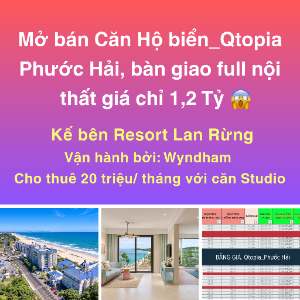 Mở bán Căn Hộ biển_Qtopia
Phước Hải, bàn giao full nội
thất giá chỉ 1,2 Tỷ 😱
Kế bên Resort Lan Rừng
Vận hành bởi: Wyndham
Cho thuê 20 triệu/ tháng với căn Studio
BẢNG GIÁ, Qtopia_Phước Hải